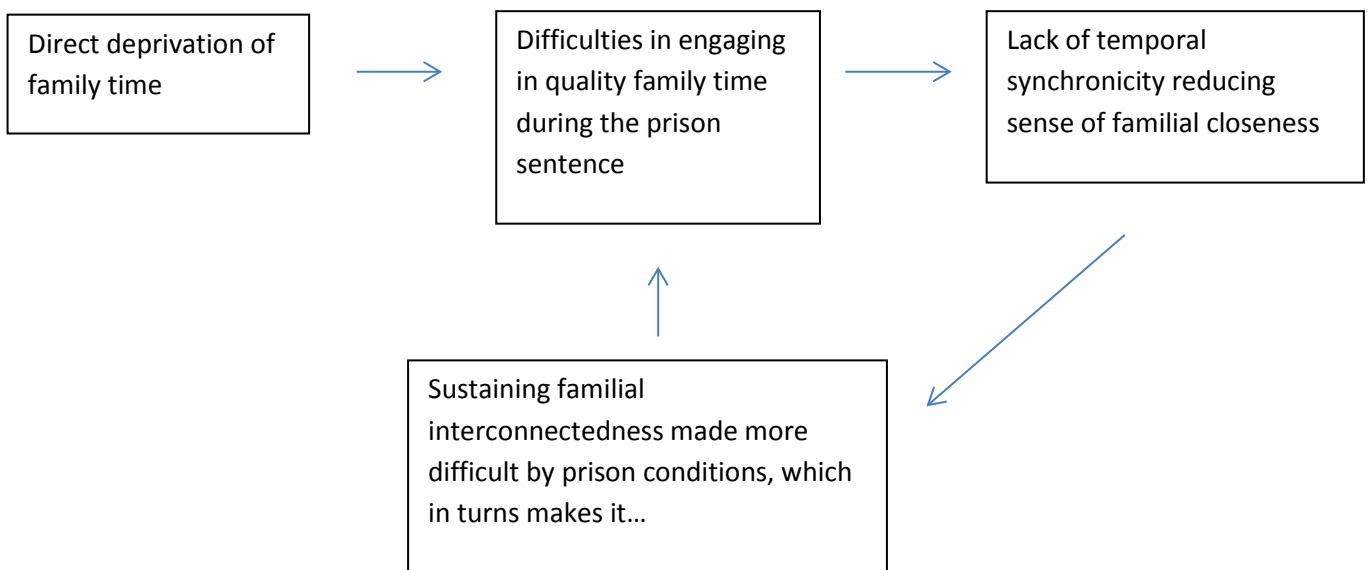 Direct deprivation of
family time
Difficulties in engaging
in quality family time
during the prison
sentence
Lack of temporal
synchronicity reducing
sense of familial closeness
Sustaining familial
interconnectedness made more
difficult by prison conditions, which
in turns makes it…